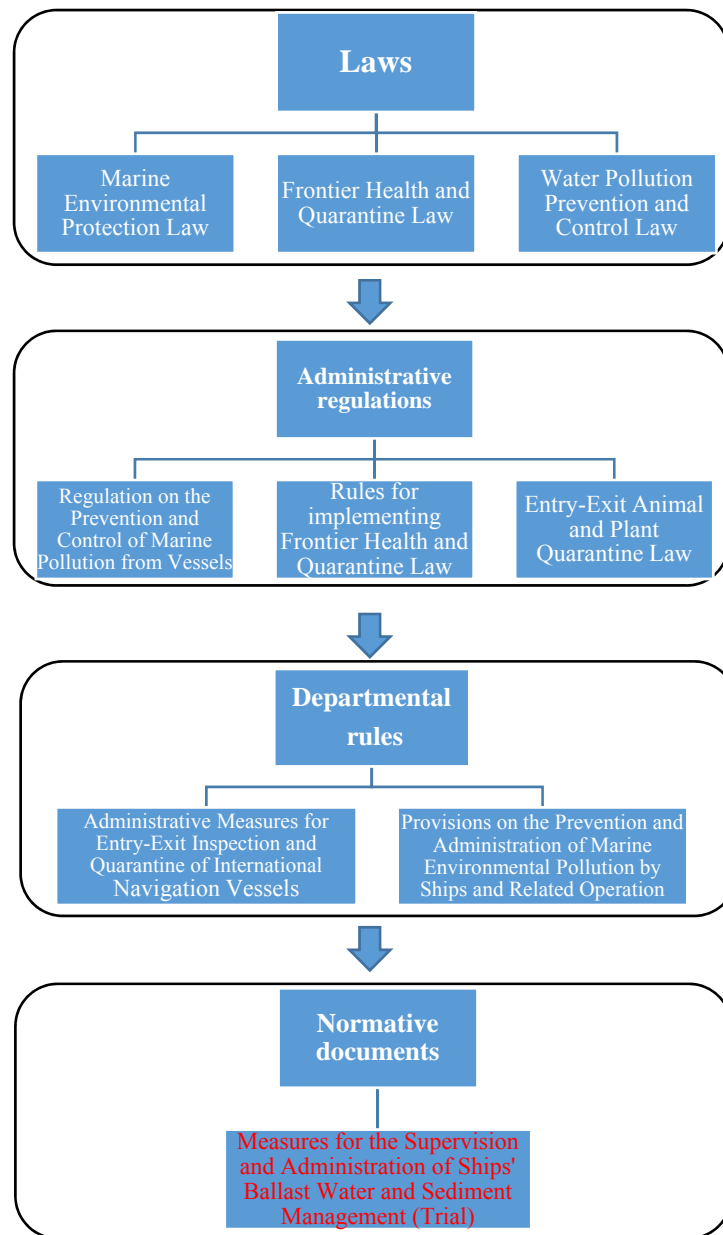 Laws
Marine
Environmental
Protection Law
Frontier Health and
Quarantine Law
Water Pollution
Prevention and
Control Law
Administrative
regulations
Regulation on the
Prevention and
Control of Marine
Pollution from Vessels
Rules for
implementing
Frontier Health and
Quarantine Law
Entry-Exit Animal
and Plant
Quarantine Law
Departmental
rules
Administrative Measures for
Entry-Exit Inspection and
Quarantine of International
Navigation Vessels
Provisions on the Prevention and
Administration of Marine
Environmental Pollution by
Ships and Related Operation
Normative
documents
Measures for the Supervision
and Administration of Ships'
Ballast Water and Sediment
Management (Trial)